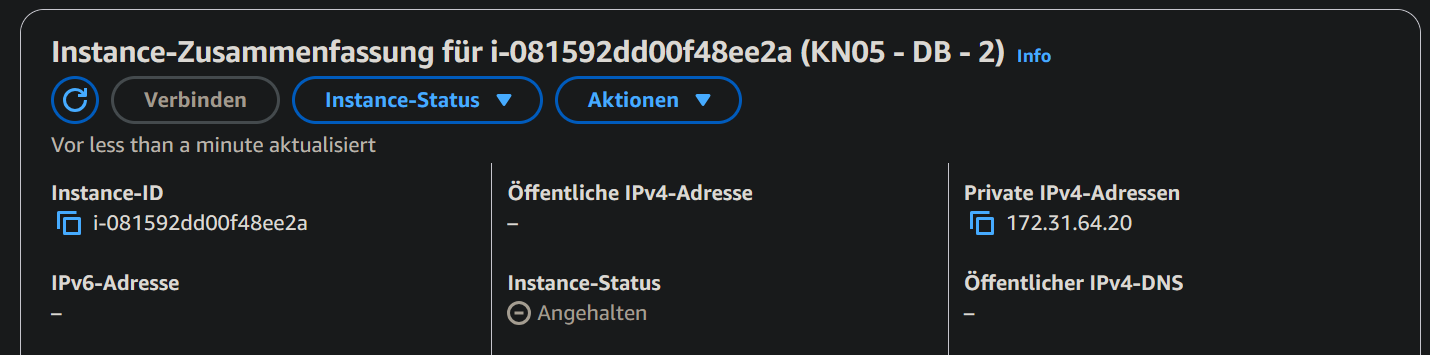 Instance-Zusammenfassung für i-081592dd00f48ee2a (KN05 - DB - 2) Info
Verbinden Instance-Status Aktionen
Vor less than a minute aktualisiert
Instance-ID Öffentliche IPv4-Adresse Private IPv4-Adressen
i-081592dd00f48ee2a – 172.31.64.20
IPv6-Adresse Instance-Status Öffentlicher IPv4-DNS
– Angehalten –